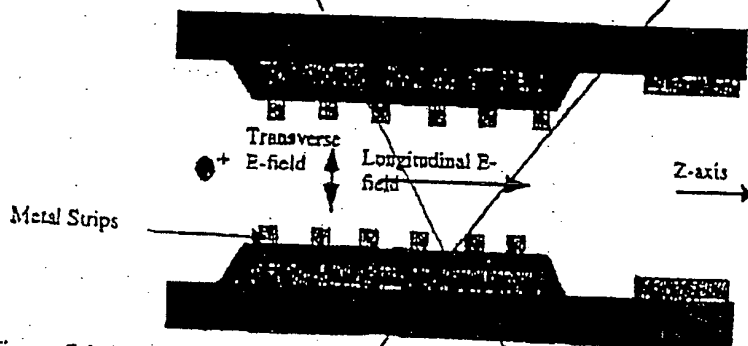 Transverse
E-field
Longitudinal E-
field
+
Z-axis
Metal Strips